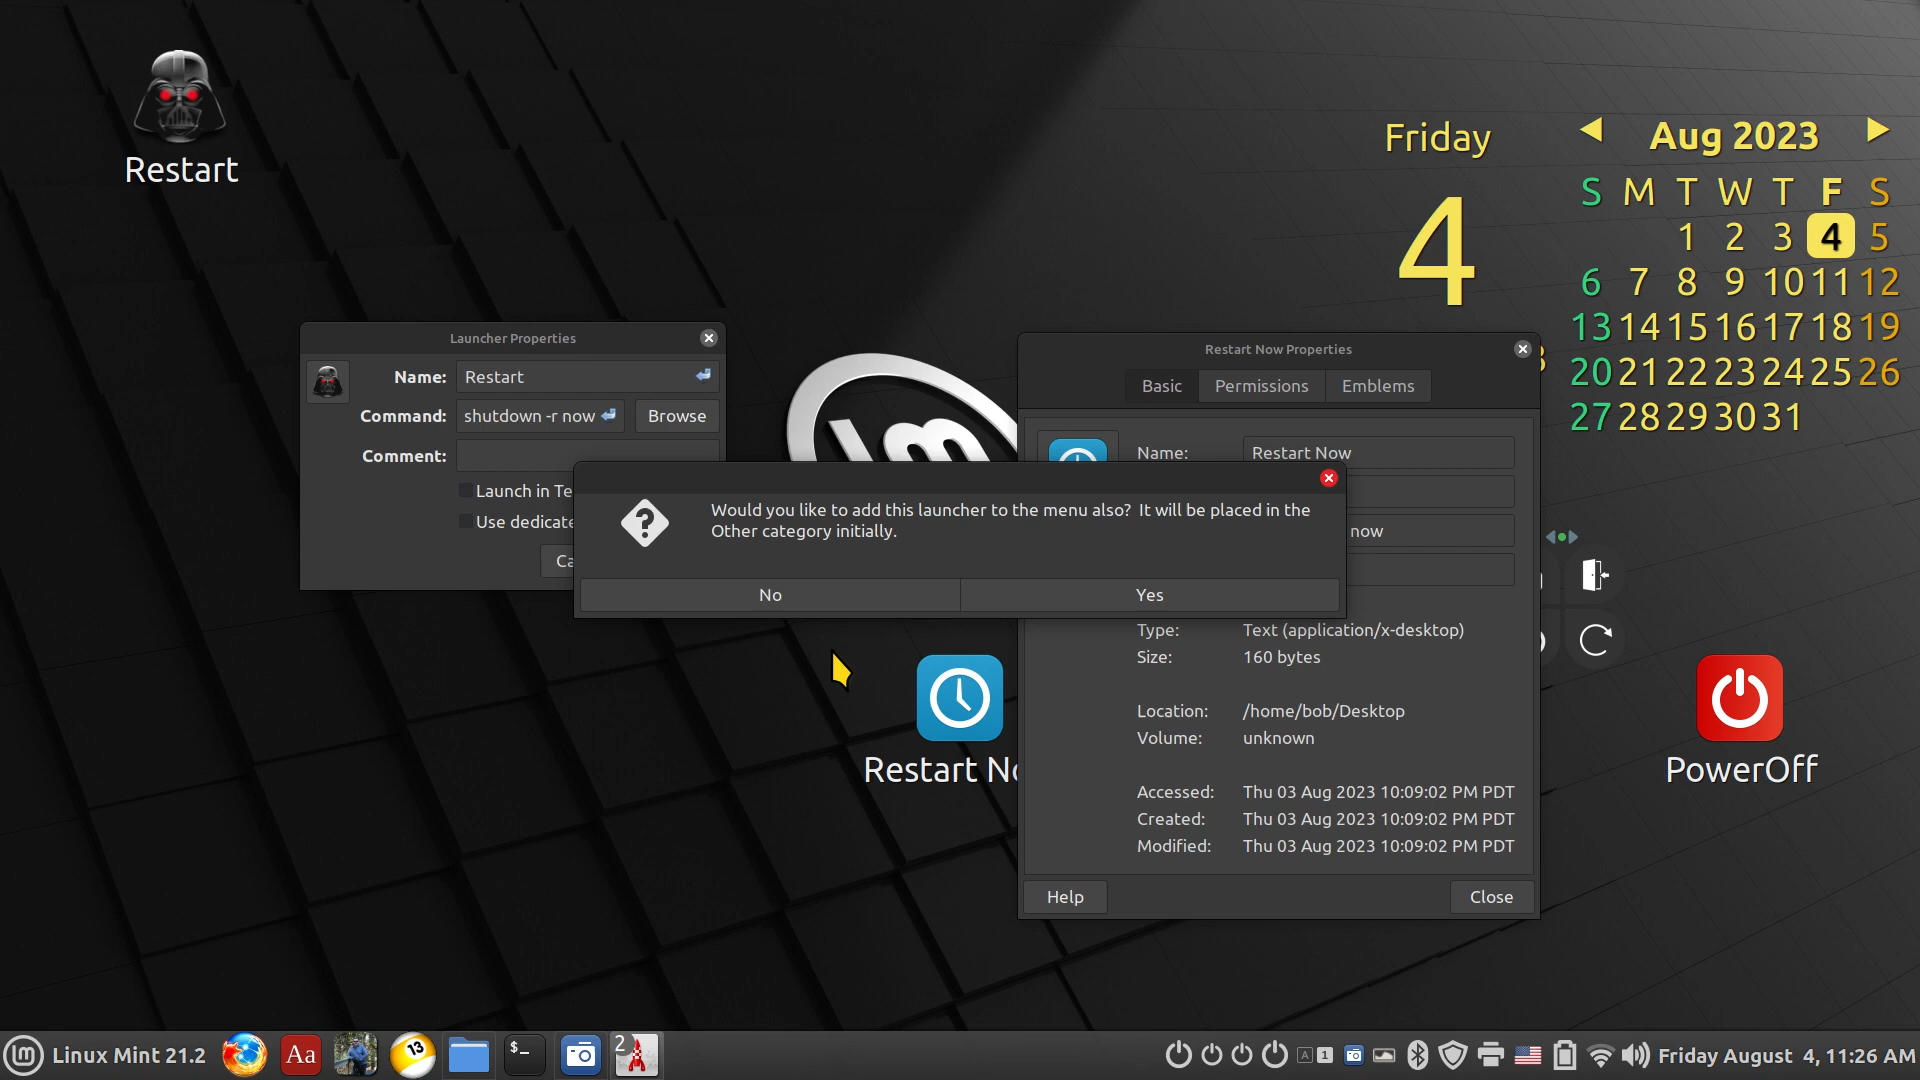 Restart
Friday
4
Aug 2023
S M T W T F S
1 2 3 4 5
6 7 8 9 10 11 12
13 14 15 16 17 18 19
20 21 22 23 24 25 26
27 28 29 30 31
Launcher Properties
Name: Restart
Command: shutdown -r now Browse
Comment:
Launch in Te
Use dedicate
Ca
Restart Now Properties
Basic Permissions Emblems
Name: Restart Now
now
Would you like to add this launcher to the menu also? It will be placed in the
Other category initially.
No Yes
Type: Text (application/x-desktop)
Size: 160 bytes
Location: /home/bob/Desktop
Volume: unknown
Accessed: Thu 03 Aug 2023 10:09:02 PM PDT
Created: Thu 03 Aug 2023 10:09:02 PM PDT
Modified: Thu 03 Aug 2023 10:09:02 PM PDT
Help Close
Restart No
PowerOff
Linux Mint 21.2 Aa 13 $_ 2 A 1 Friday August 4, 11:26 AM